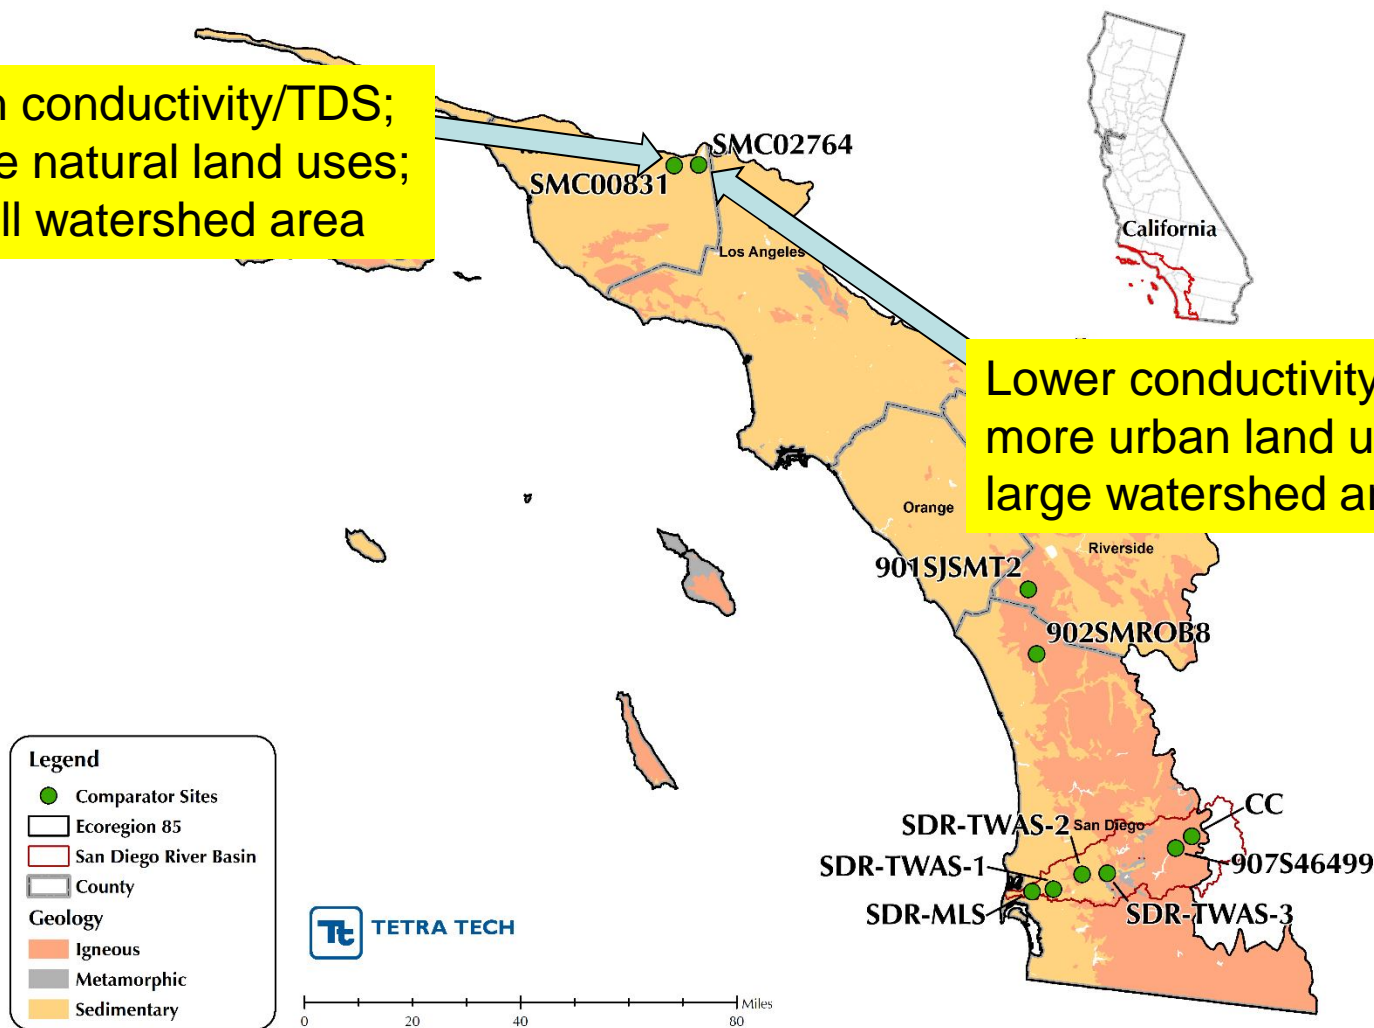 conductivity/TDS;
natural land uses;
watershed area
SMC02764
SMC00831
Los Angeles
California
Lower conductivity
more urban land
large watershed
Orange
Riverside
901SJSMT2
902SMROB8
CC
SDR-TWAS-2
San Diego
SDR-TWAS-1
907S46499
SDR-MLS
SDR-TWAS-3
Legend
Comparator Sites
Ecoregion 85
San Diego River Basin
County
Geology
Igneous
Metamorphic
Sedimentary
Tt TETRA TECH
Miles
0 20 40 80